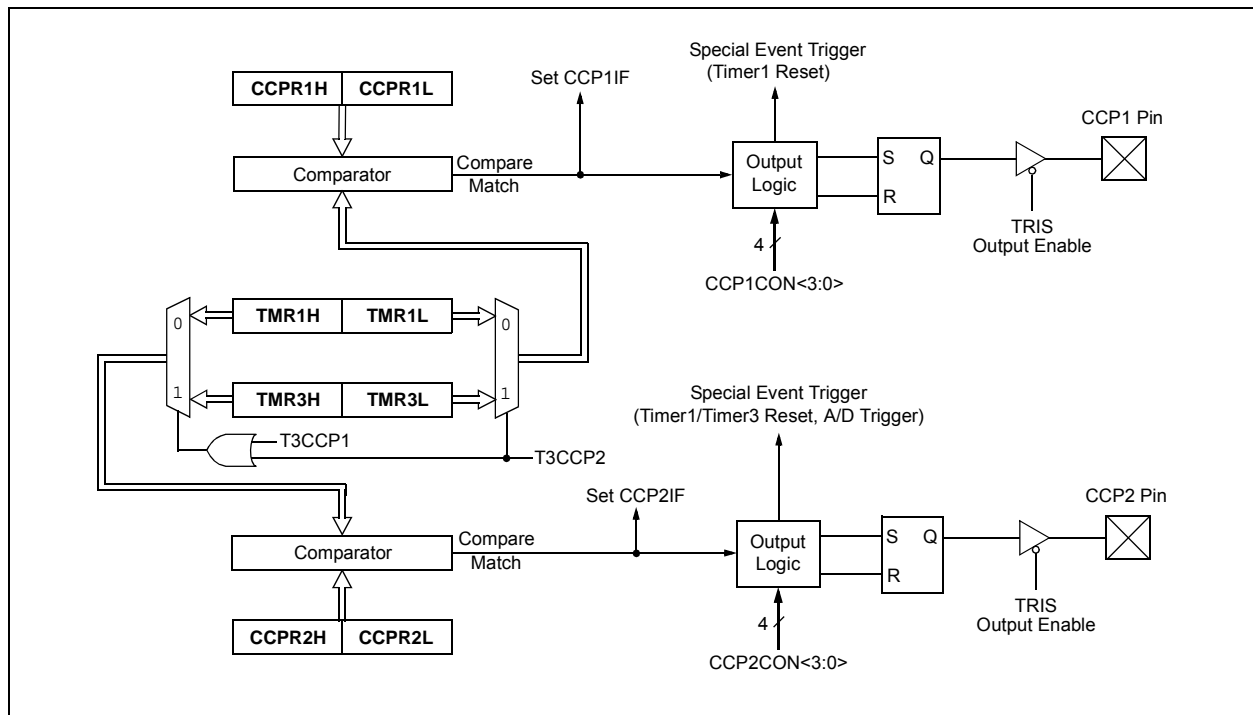 Special Event Trigger
(Timer1 Reset)
Set CCP1IF
CCPR1H CCPR1L
CCP1 Pin
Comparator
Compare
Match
Output
Logic
S Q
R
TRIS
Output Enable
4
CCP1CON<3:0>
0 TMR1H TMR1L 0
1 TMR3H TMR3L 1
T3CCP1
T3CCP2
Special Event Trigger
(Timer1/Timer3 Reset, A/D Trigger)
Set CCP2IF
CCP2 Pin
Comparator
Compare
Match
Output
Logic
S Q
R
TRIS
Output Enable
4
CCPR2H CCPR2L
CCP2CON<3:0>